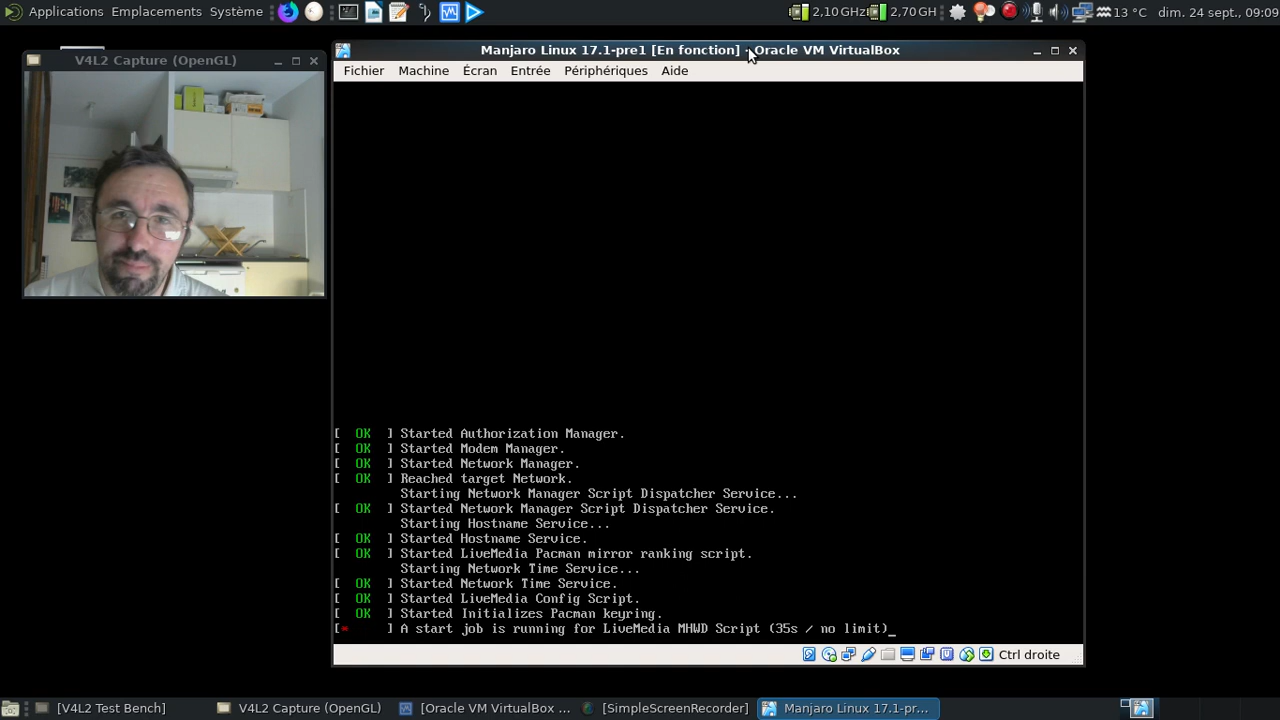 Applications Emplacements Système 2,10 GHz 2,70 GH 13 °C dim. 24 sept., 09:09
V4L2 Capture (OpenGL)
Manjaro Linux 17.1-pre1 [En fonction] - Oracle VM VirtualBox
Fichier Machine Écran Entrée Périphériques Aide
[ OK ] Started Authorization Manager.
[ OK ] Started Modem Manager.
[ OK ] Started Network Manager.
[ OK ] Reached target Network.
Starting Network Manager Script Dispatcher Service...
[ OK ] Started Network Manager Script Dispatcher Service.
Starting Hostname Service...
[ OK ] Started Hostname Service.
[ OK ] Started LiveMedia Pacman mirror ranking script.
Starting Network Time Service...
[ OK ] Started Network Time Service.
[ OK ] Started LiveMedia Config Script.
[ OK ] Started Initializes Pacman keyring.
[* ] A start job is running for LiveMedia MHWD Script (35s / no limit)_
Ctrl droite
[V4L2 Test Bench] V4L2 Capture (OpenGL) [Oracle VM VirtualBox ... [SimpleScreenRecorder] Manjaro Linux 17.1-pr...